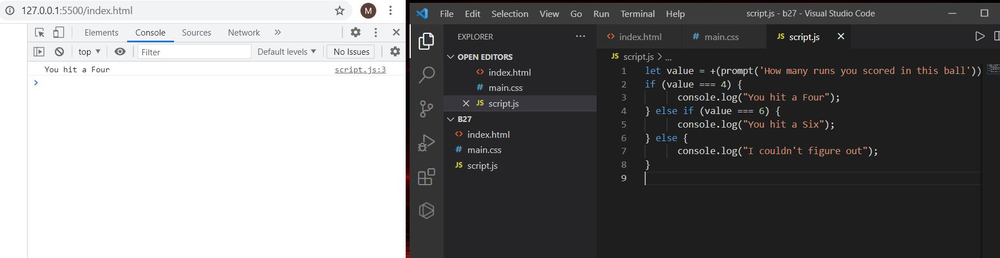 127.0.0.1:5500/index.html
M
Elements Console Sources Network »
top ▼ Filter Default levels ▼ No Issues
You hit a Four script.js:3
>
File Edit Selection View Go Run Terminal Help script.js - b27 - Visual Studio Code
EXPLORER ...
OPEN EDITORS
<> index.html
# main.css
JS script.js
B27
<> index.html
# main.css
JS script.js
<> index.html # main.css JS script.js
JS script.js > ...
1 let value = +(prompt('How many runs you scored in this ball'))
2 if (value === 4) {
3 console.log("You hit a Four");
4 } else if (value === 6) {
5 console.log("You hit a Six");
6 } else {
7 console.log("I couldn't figure out");
8 }
9